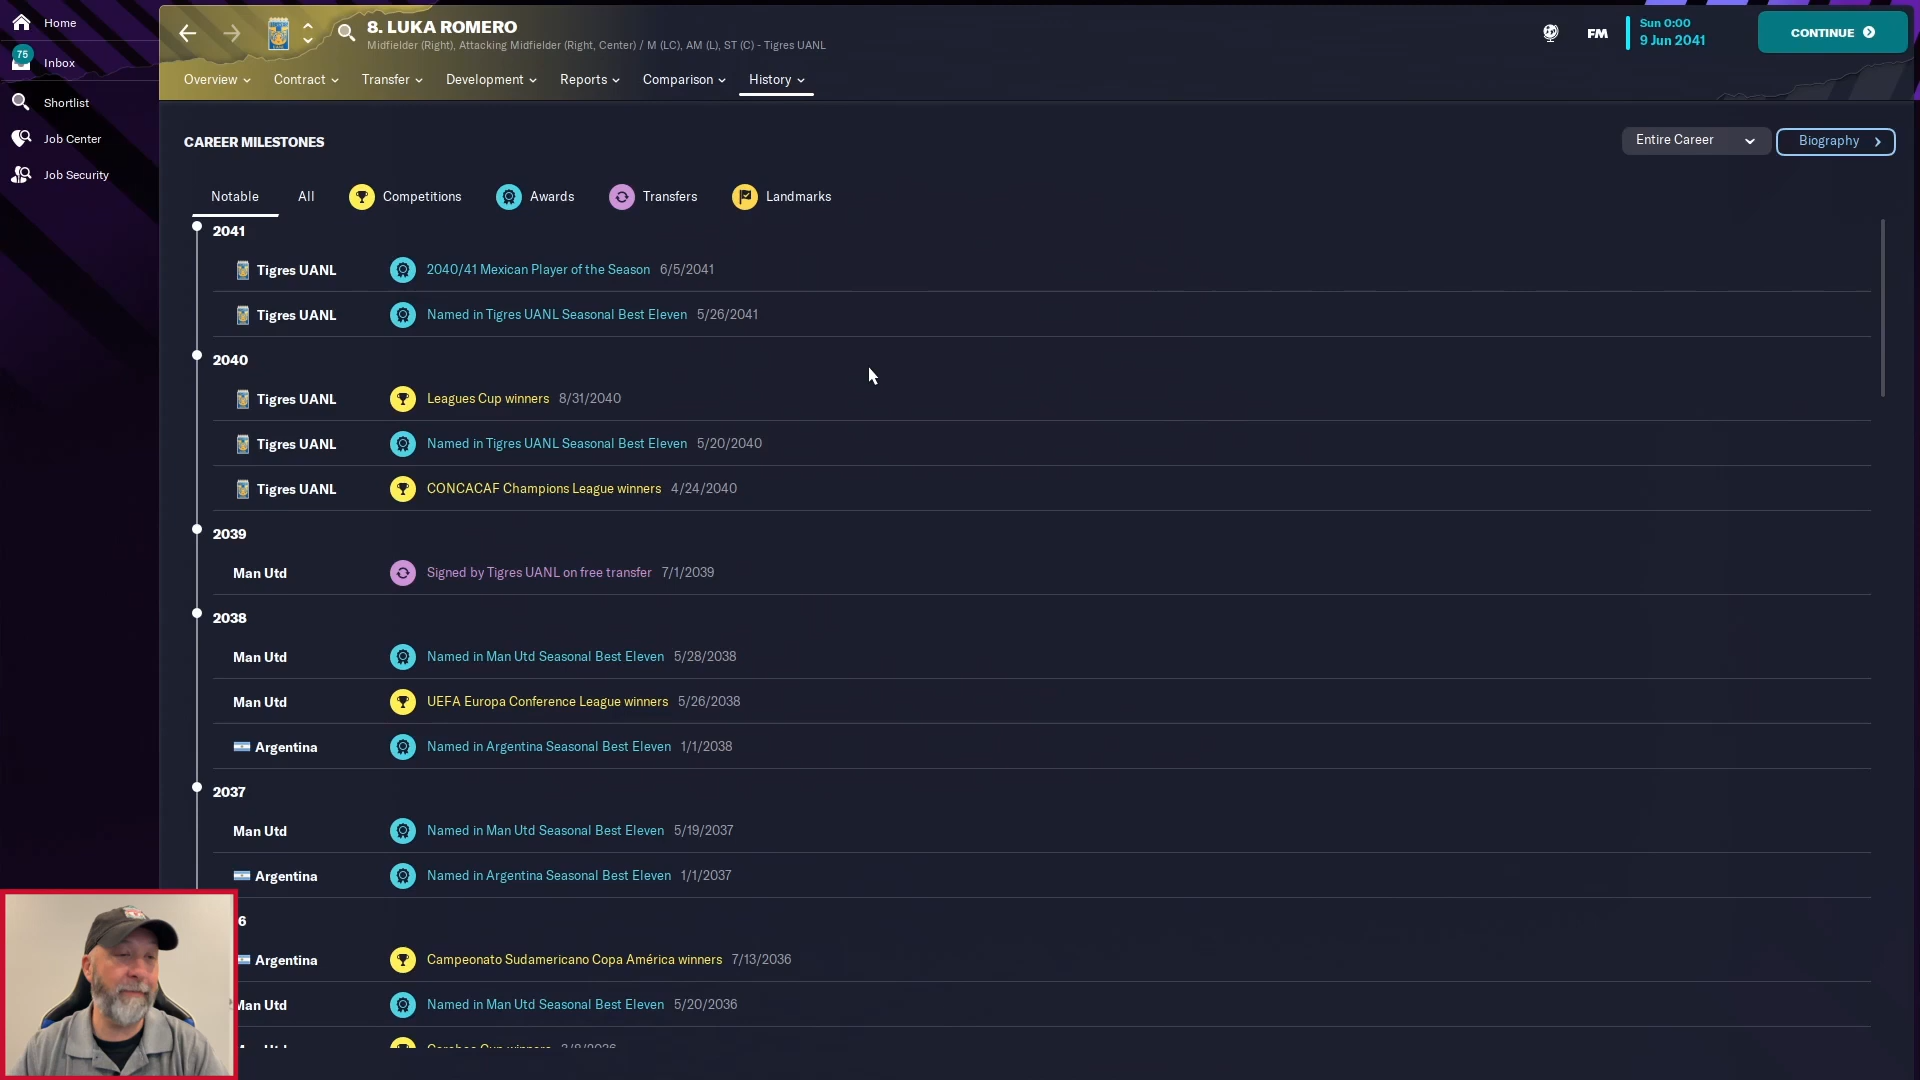 Home
75
Inbox
Shortlist
Job Center
Job Security
8. LUKA ROMERO
Midfielder (Right), Attacking Midfielder (Right, Center) / M (LC), AM (L), ST (C) - Tigres UANL
FM
Sun 0:00
9 Jun 2041
CONTINUE
Overview
Contract
Transfer
Development
Reports
Comparison
History
CAREER MILESTONES
Entire Career
Biography
Notable
All
Competitions
Awards
Transfers
Landmarks
2041
Tigres UANL 2040/41 Mexican Player of the Season 6/5/2041
Tigres UANL Named in Tigres UANL Seasonal Best Eleven 5/26/2041
2040
Tigres UANL Leagues Cup winners 8/31/2040
Tigres UANL Named in Tigres UANL Seasonal Best Eleven 5/20/2040
Tigres UANL CONCACAF Champions League winners 4/24/2040
2039
Man Utd Signed by Tigres UANL on free transfer 7/1/2039
2038
Man Utd Named in Man Utd Seasonal Best Eleven 5/28/2038
Man Utd UEFA Europa Conference League winners 5/26/2038
Argentina Named in Argentina Seasonal Best Eleven 1/1/2038
2037
Man Utd Named in Man Utd Seasonal Best Eleven 5/19/2037
Argentina Named in Argentina Seasonal Best Eleven 1/1/2037
6
Argentina Campeonato Sudamericano Copa América winners 7/13/2036
Man Utd Named in Man Utd Seasonal Best Eleven 5/20/2036